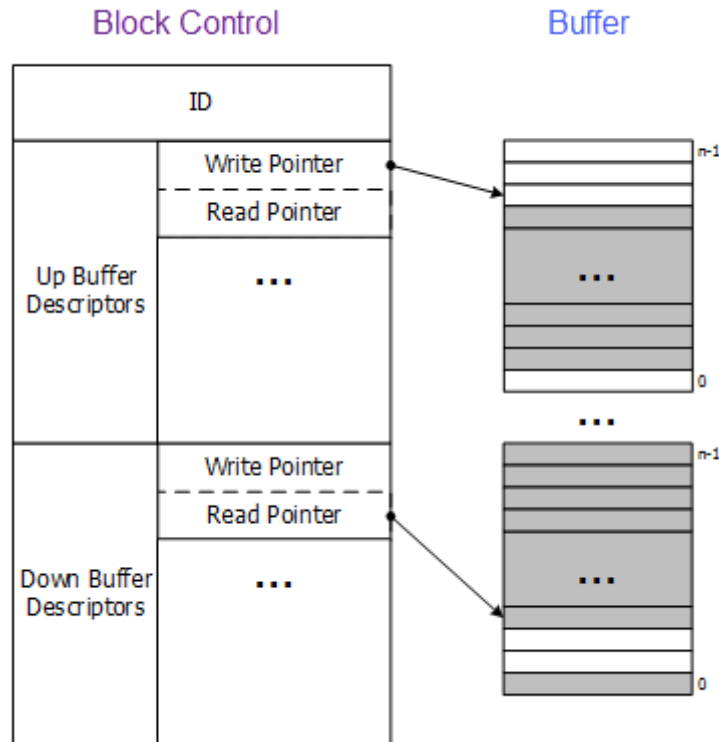 Block Control
Buffer
ID
Write Pointer
Read Pointer
...
Up Buffer
Descriptors
n-1
...
0
...
Write Pointer
Read Pointer
...
Down Buffer
Descriptors
n-1
...
0